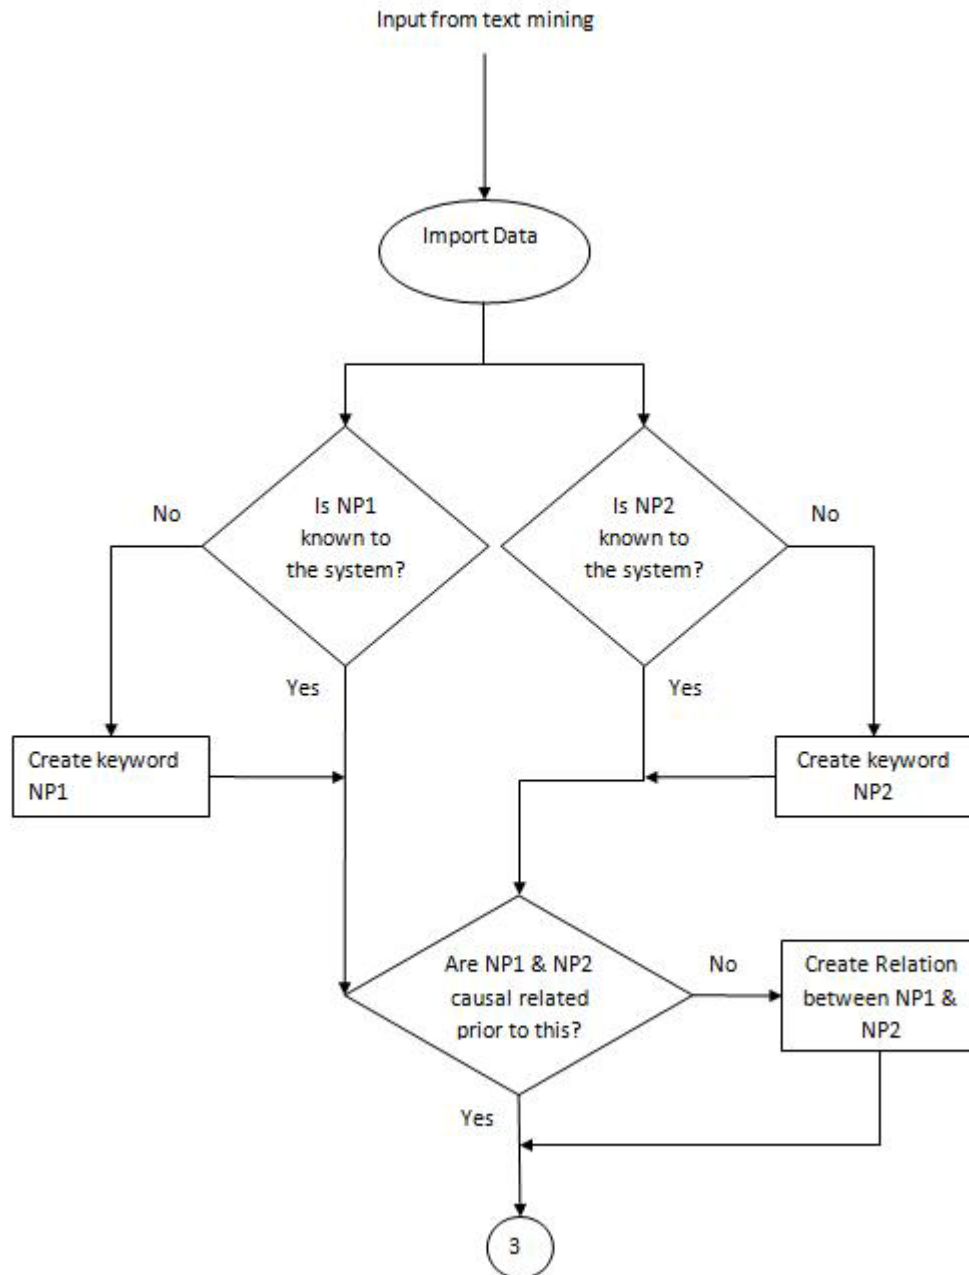 Input from text mining
Import Data
Is NP1
known to
the system?
No
Yes
Is NP2
known to
the system?
No
Yes
Create keyword
NP1
Create keyword
NP2
Are NP1 & NP2
causal related
prior to this?
No
Yes
Create Relation
between NP1 &
NP2
3